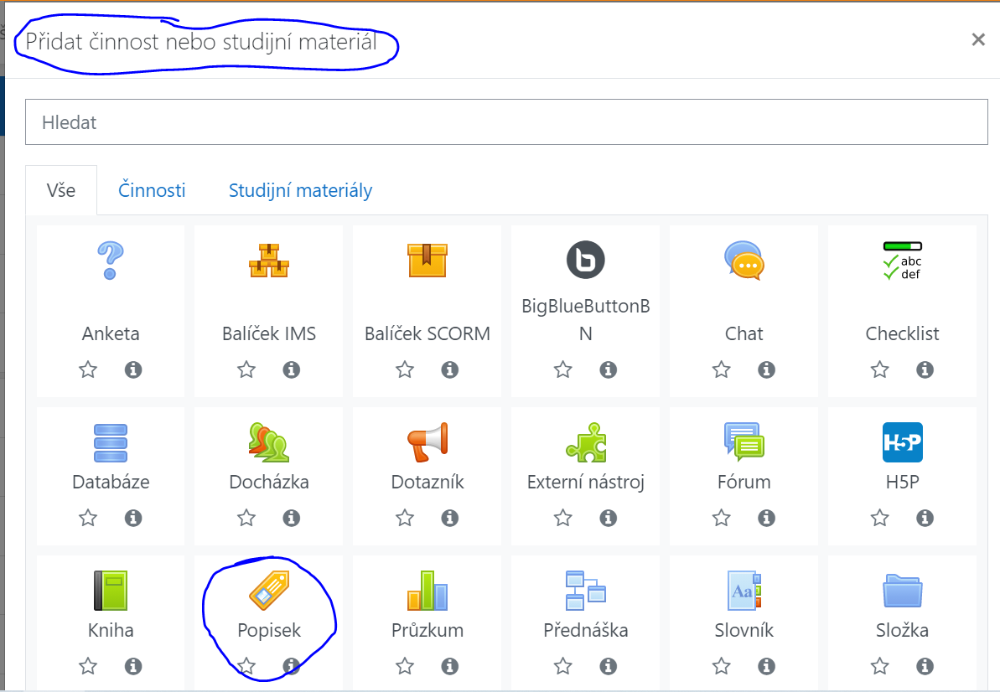 Přidat činnost nebo studijní materiál
Hledat
Vše Činnosti Studijní materiály
abc
def
BigBlueButtonB
Anketa Balíček IMS Balíček SCORM N Chat Checklist
H5P
Databáze Docházka Dotazník Externí nástroj Fórum H5P
Aa
Kniha Popisek Průzkum Přednáška Slovník Složka